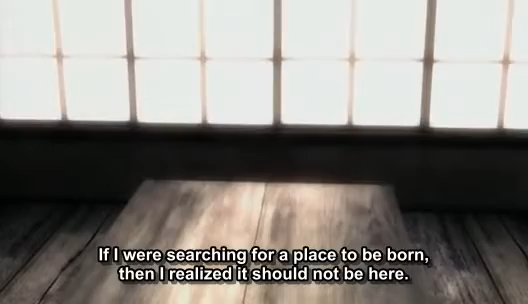 If I were searching for a place to be born,
then I realized it should not be here.